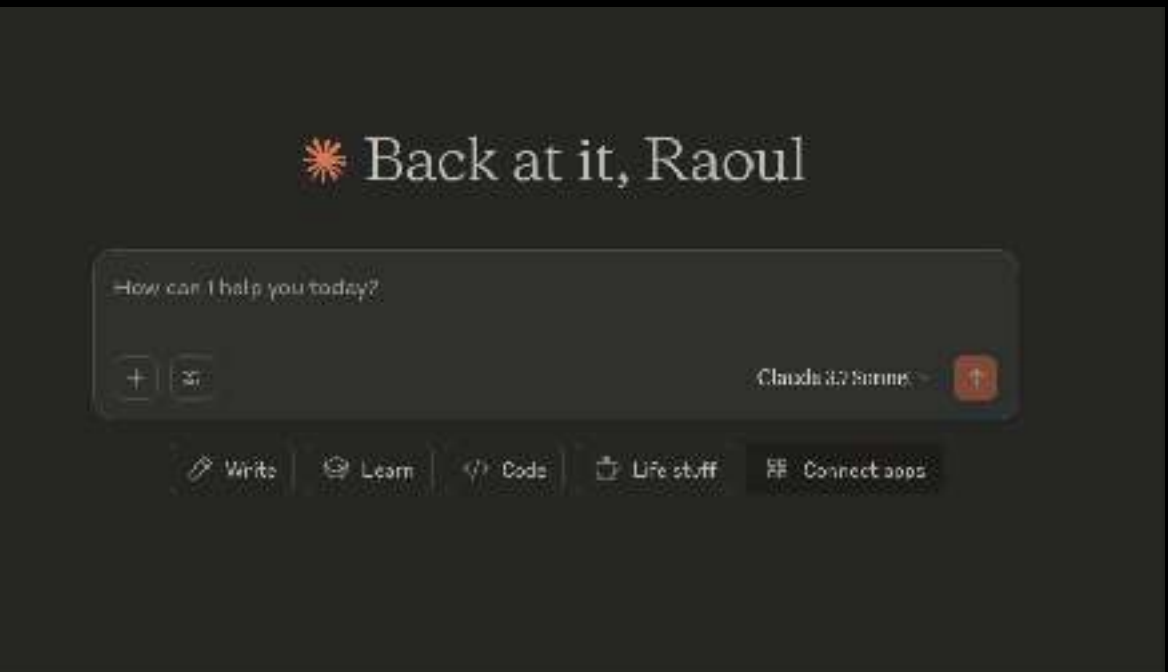 Back at it, Raoul
How can I help you today?
Claude 3.7 Sonnet
Write
Learn
Code
Life stuff
Connect apps